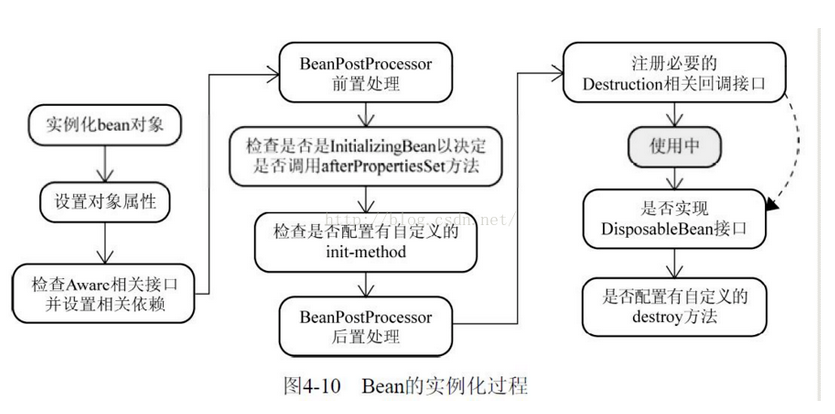 实例化bean对象
设置对象属性
检查Aware相关接口
并设置相关依赖
BeanPostProcessor
前置处理
检查是否是InitializingBean以决定
是否调用afterPropertiesSet方法
检查是否配置有自定义的
init-method
BeanPostProcessor
后置处理
注册必要的
Destruction相关回调接口
使用中
是否实现
DisposableBean接口
是否配置有自定义的
destroy方法
http://blog.csdn.net/
图4-10 Bean的实例化过程